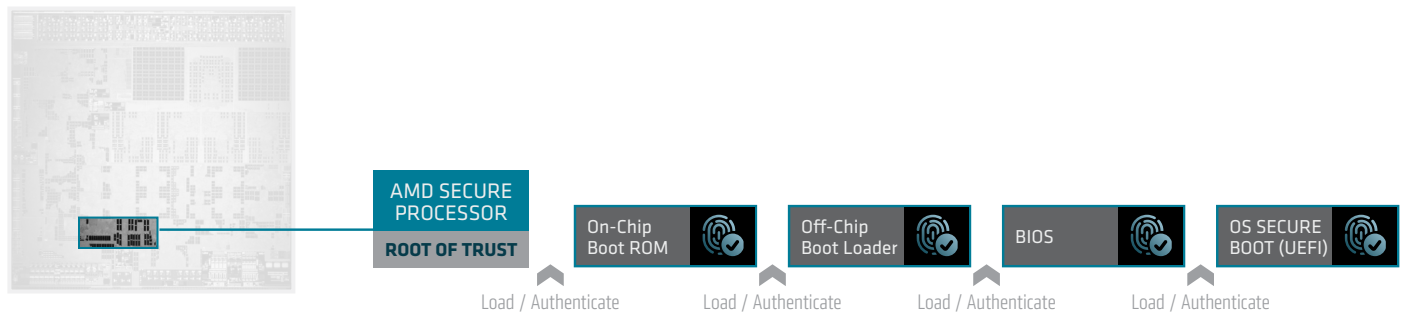 AMD SECURE
PROCESSOR
ROOT OF TRUST
On-Chip
Boot ROM
Off-Chip
Boot Loader
BIOS
OS SECURE
BOOT (UEFI)
Load / Authenticate
Load / Authenticate
Load / Authenticate
Load / Authenticate